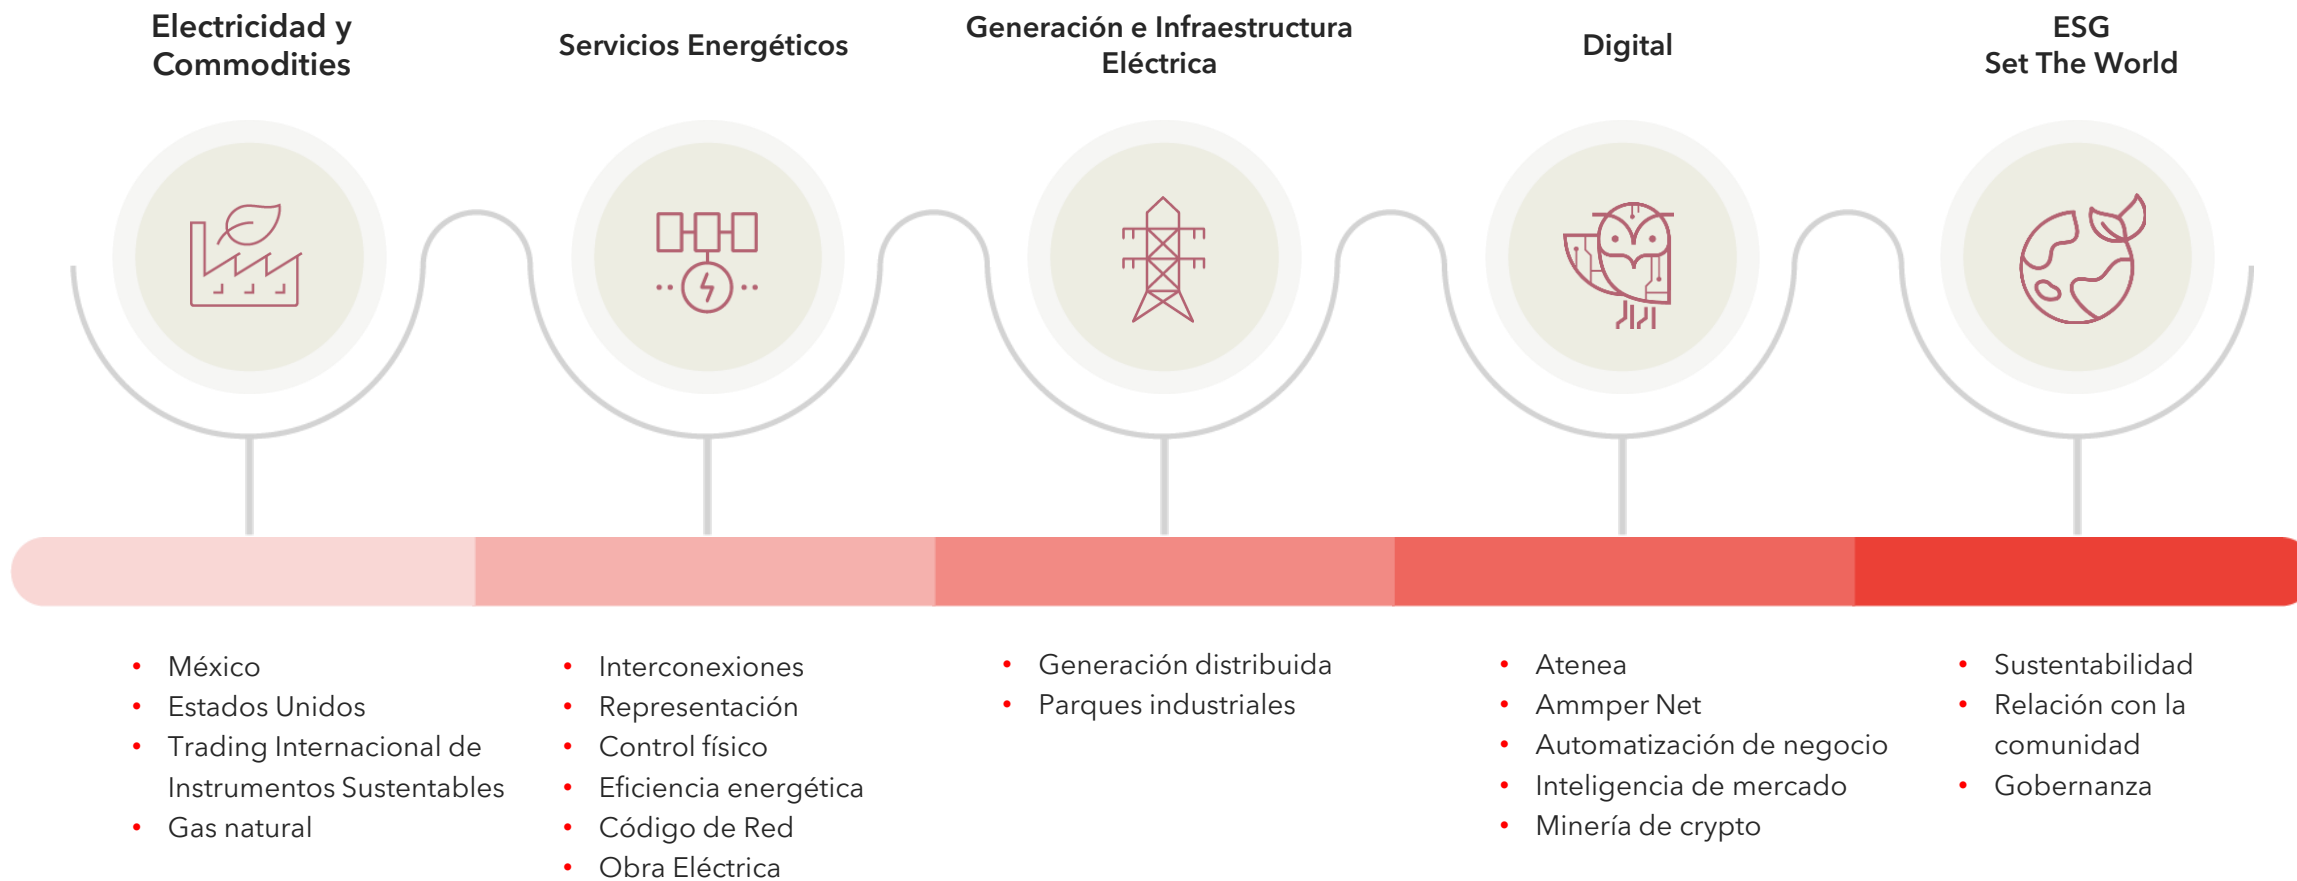 Electricidad y
Commodities
Servicios Energéticos
Generación e Infraestructura
Eléctrica
Digital
ESG
Set The World
• México
• Estados Unidos
• Trading Internacional de
Instrumentos Sustentables
• Gas natural
• Interconexiones
• Representación
• Control físico
• Eficiencia energética
• Código de Red
• Obra Eléctrica
• Generación distribuida
• Parques industriales
• Atenea
• Ammper Net
• Automatización de negocio
• Inteligencia de mercado
• Minería de crypto
• Sustentabilidad
• Relación con la
comunidad
• Gobernanza